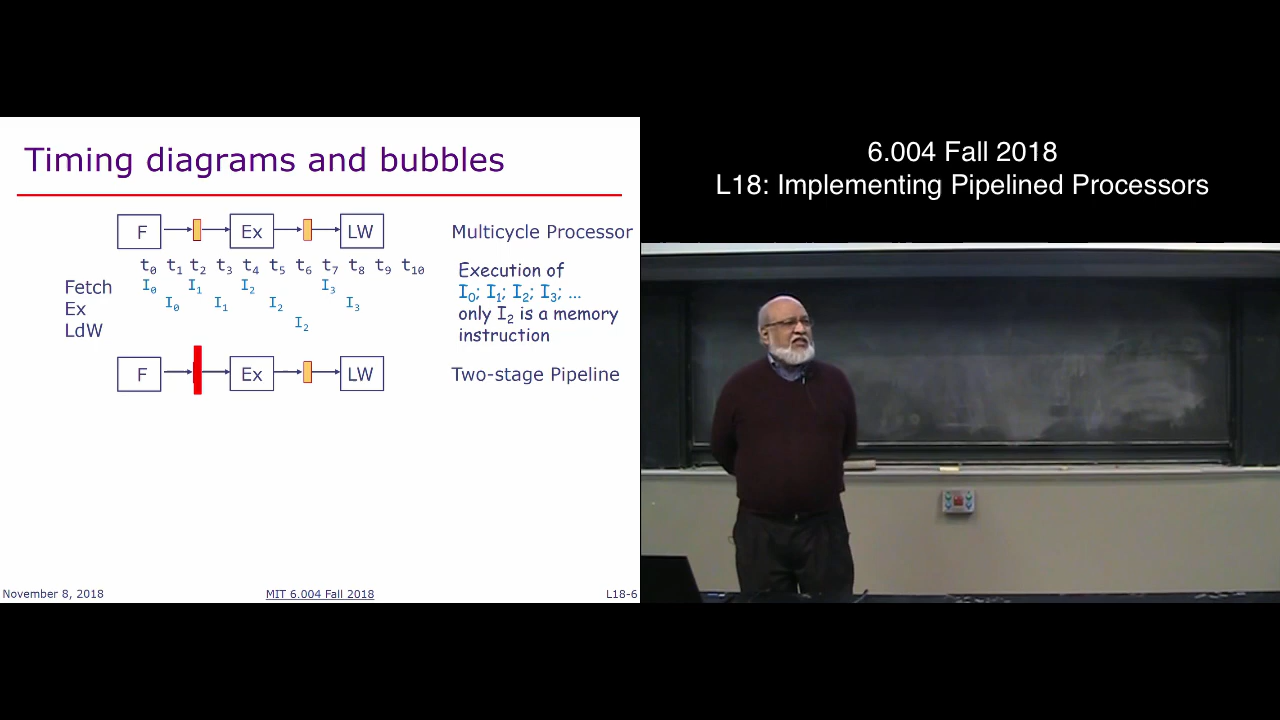 Timing diagrams and bubbles
F Ex LW Multicycle Processor
t0 t1 t2 t3 t4 t5 t6 t7 t8 t9 t10
Fetch I0 I1 I2 I3
Ex I0 I1 I2 I3
LdW I2
Execution of
I0; I1; I2; I3; ...
only I2 is a memory
instruction
F Ex LW Two-stage Pipeline
November 8, 2018 MIT 6.004 Fall 2018 L18-6
6.004 Fall 2018
L18: Implementing Pipelined Processors